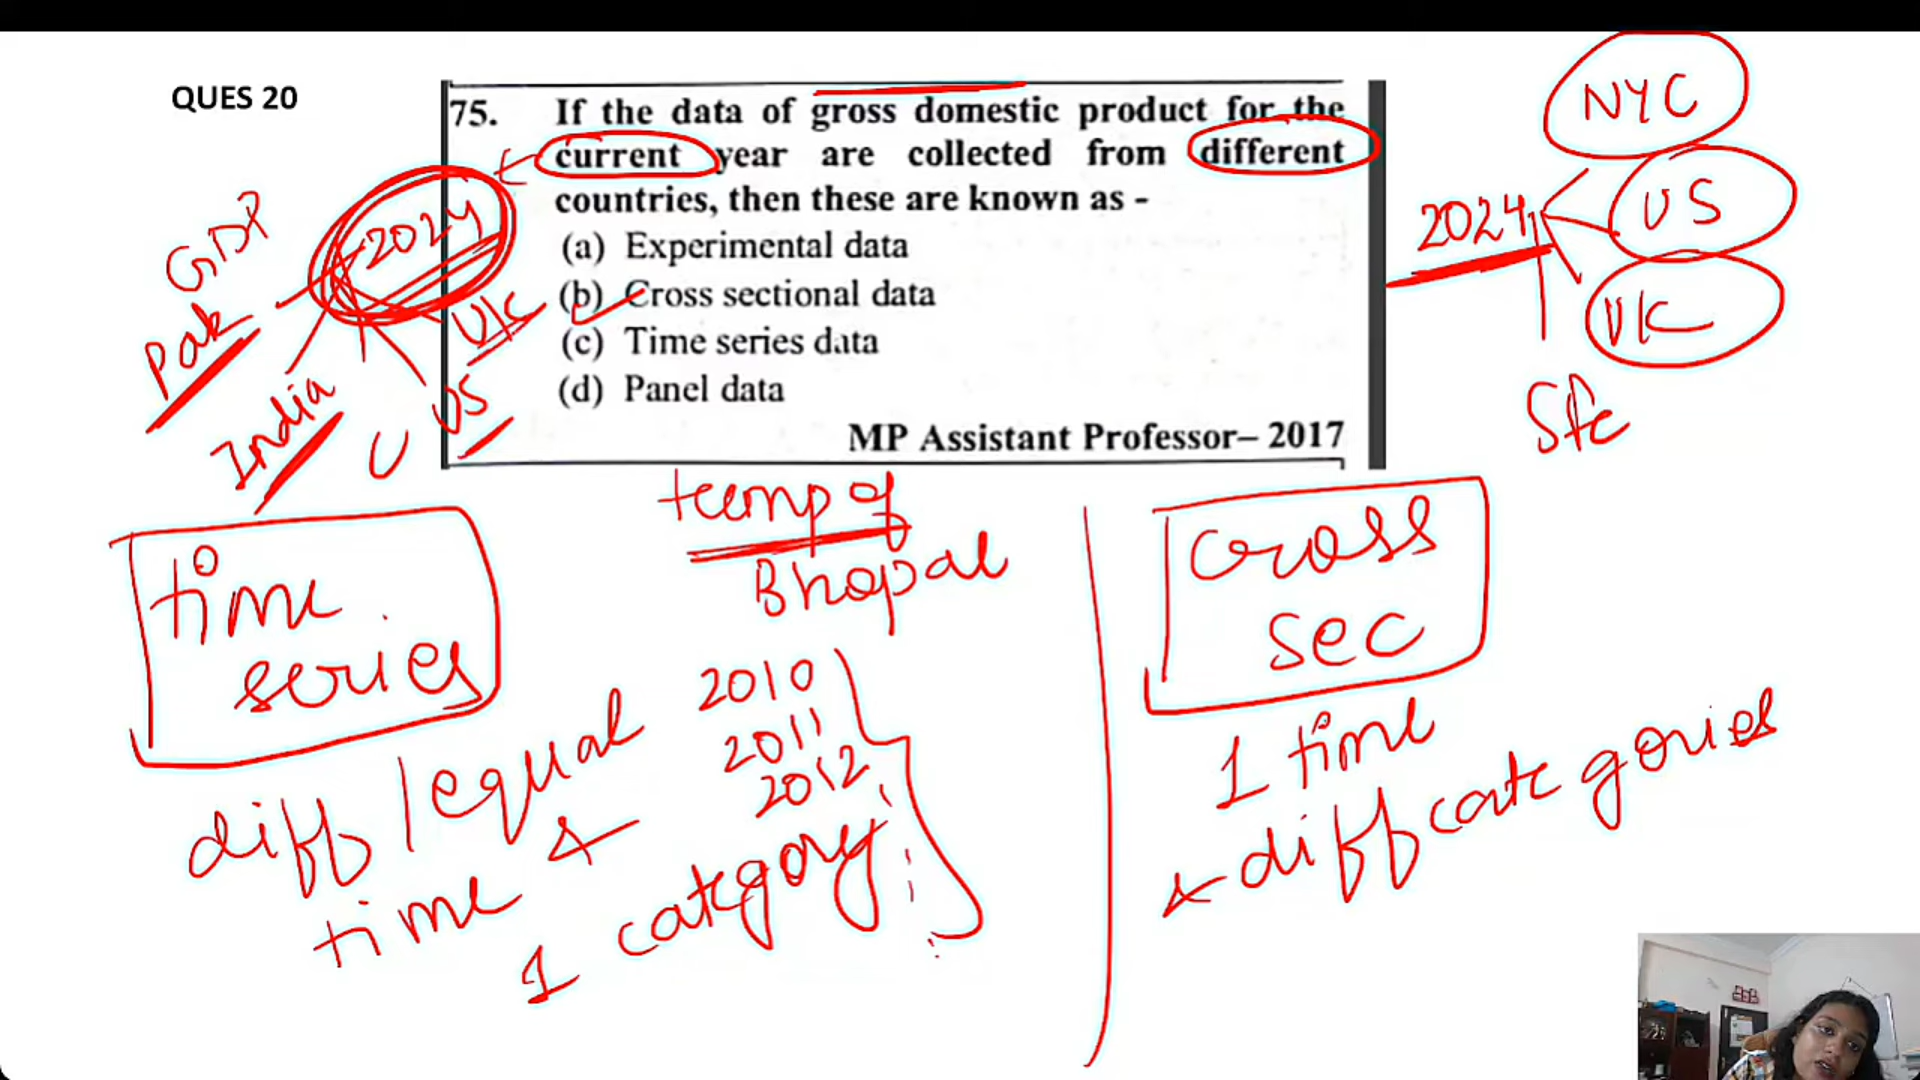 QUES 20
75. If the data of gross domestic product for the
current year are collected from different
countries, then these are known as -
(a) Experimental data
(b) Cross sectional data
(c) Time series data
(d) Panel data
MP Assistant Professor– 2017
GDP
2024
Pak
India
U
US
UK
2024
NYC
US
UK
time
series
diff/equal
time &
1 category
temp of
Bhopal
2010
2011
2012
cross
sec
1 time
& diff categories